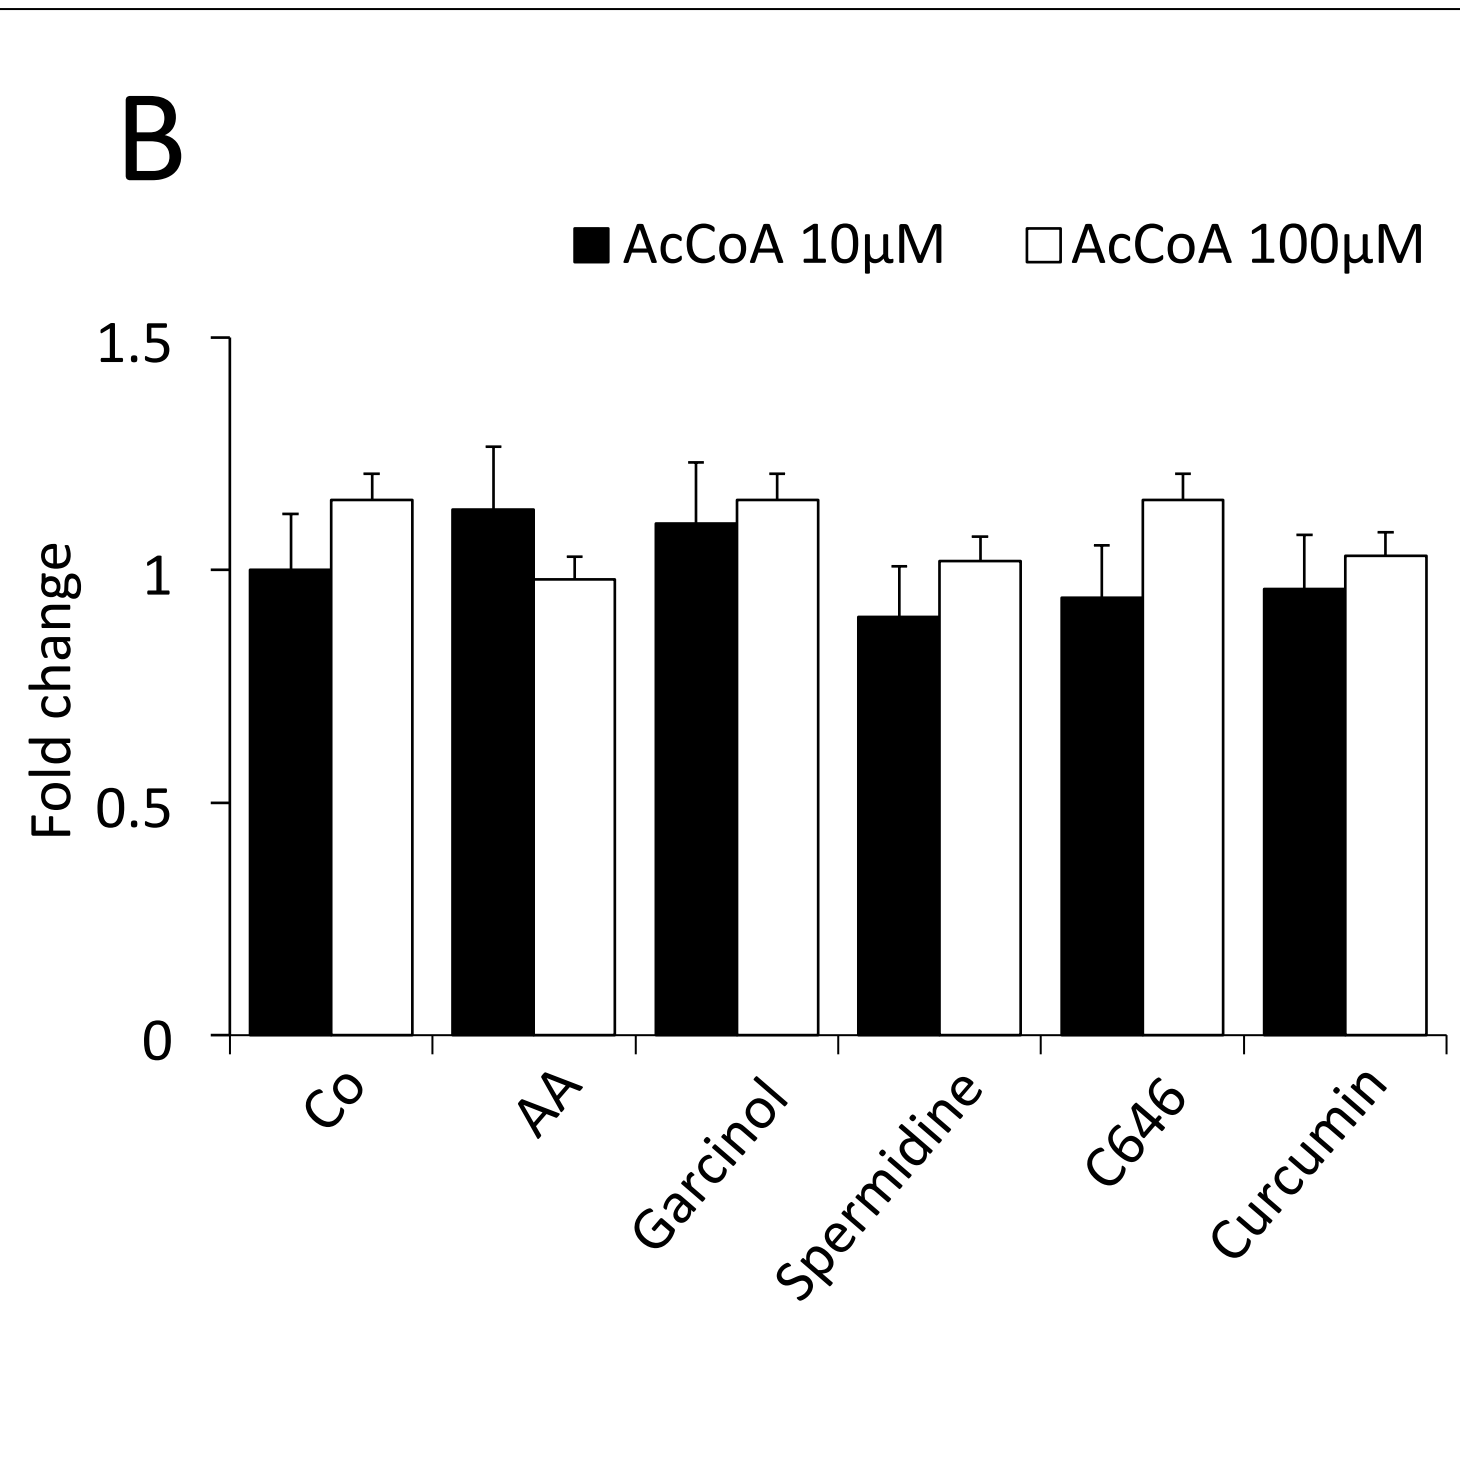 B
AcCoA 10µM AcCoA 100µM
1.5
1
0.5
0
Fold change
Co AA Garcinol Spermidine C646 Curcumin